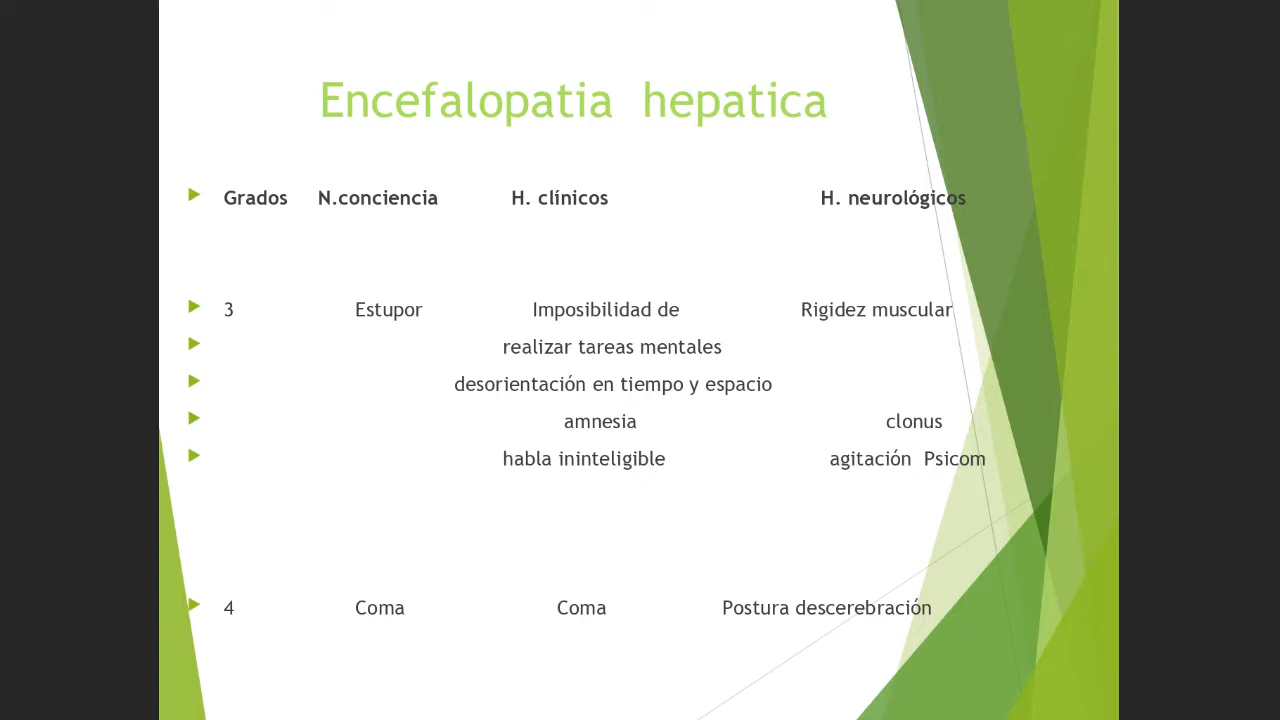 Encefalopatia hepatica
Grados N.conciencia H. clínicos H. neurológicos
3 Estupor Imposibilidad de Rigidez muscular
realizar tareas mentales
desorientación en tiempo y espacio
amnesia clonus
habla ininteligible agitación Psicom
4 Coma Coma Postura descerebración